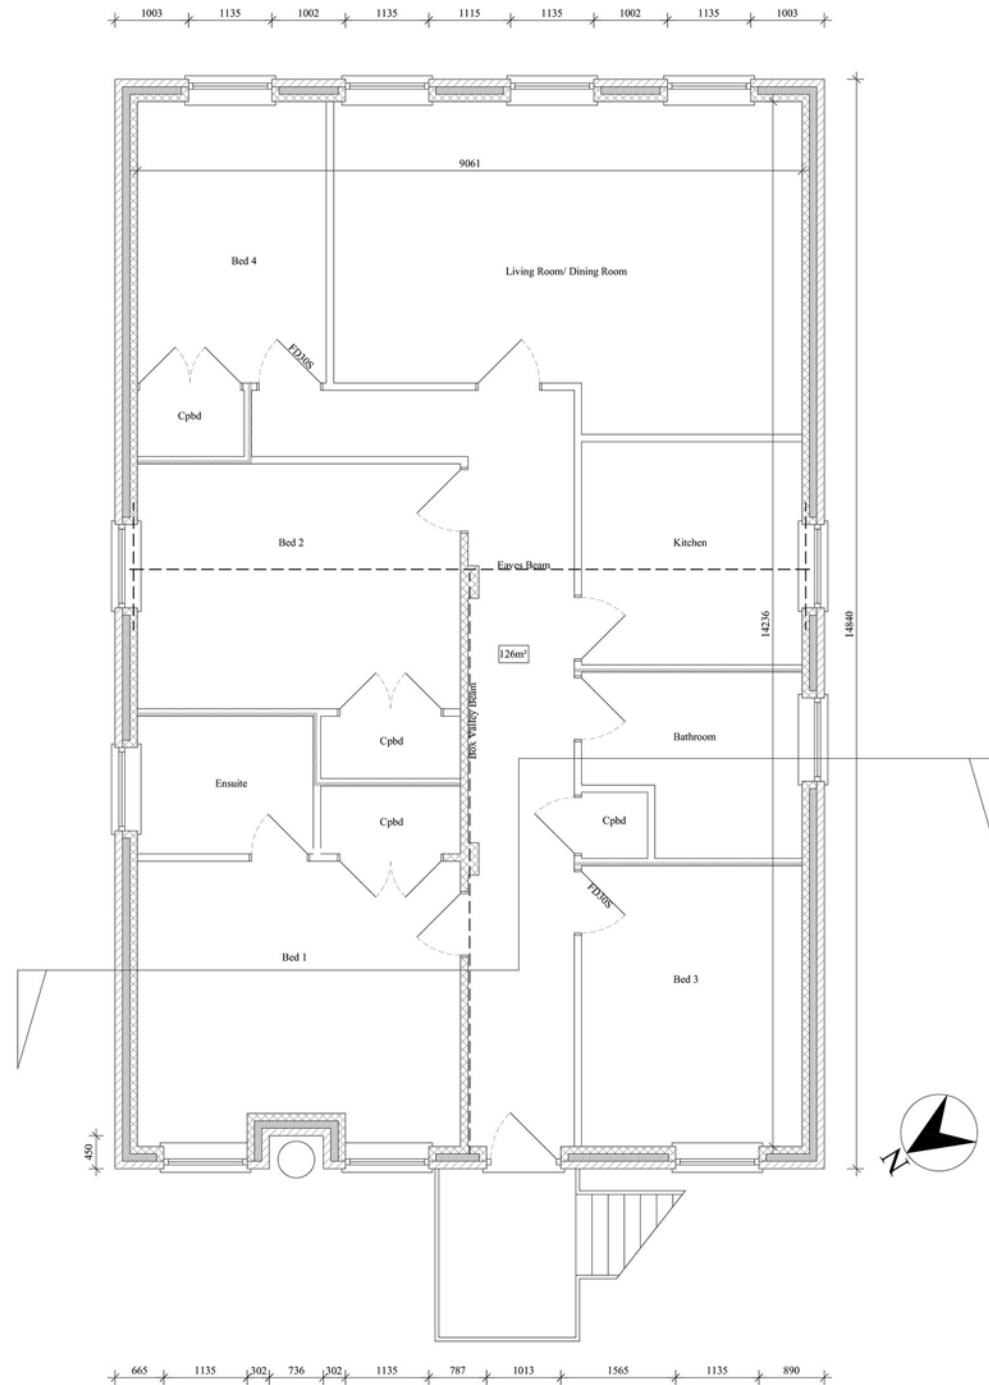 1003 1135 1002 1135 1115 1135 1002 1135 1003
9061
Bed 4
Living Room/ Dining Room
FD30S
Cpbd
Bed 2
Kitchen
Eaves Beam
14236
14840
126m²
Box Valley Beam
Cpbd
Bathroom
Ensuite
Cpbd
Cpbd
FD30S
Bed 1
Bed 3
450
N
665 1135 302 736 302 1135 787 1013 1565 1135 890